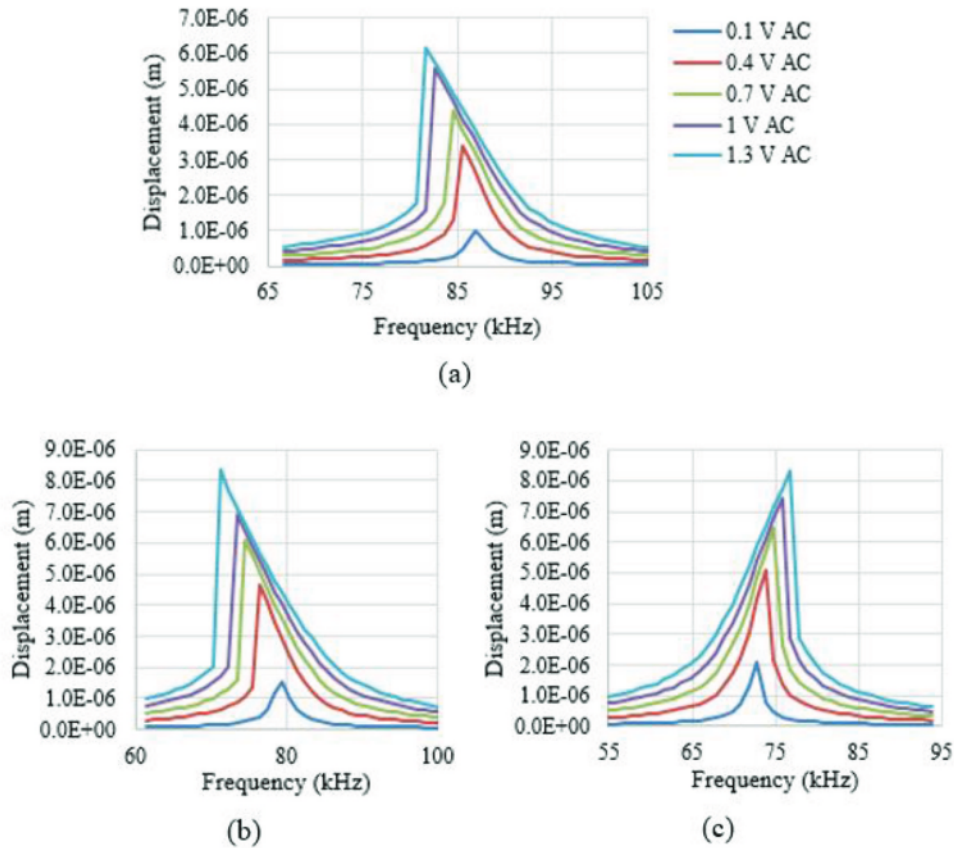 7.0E-06
6.0E-06
5.0E-06
4.0E-06
3.0E-06
2.0E-06
1.0E-06
0.0E+00
Displacement (m)
65 75 85 95 105
Frequency (kHz)
0.1 V AC
0.4 V AC
0.7 V AC
1 V AC
1.3 V AC
(a)
9.0E-06
8.0E-06
7.0E-06
6.0E-06
5.0E-06
4.0E-06
3.0E-06
2.0E-06
1.0E-06
0.0E+00
Displacement (m)
60 80 100
Frequency (kHz)
(b)
9.0E-06
8.0E-06
7.0E-06
6.0E-06
5.0E-06
4.0E-06
3.0E-06
2.0E-06
1.0E-06
0.0E+00
Displacement (m)
55 65 75 85 95
Frequency (kHz)
(c)